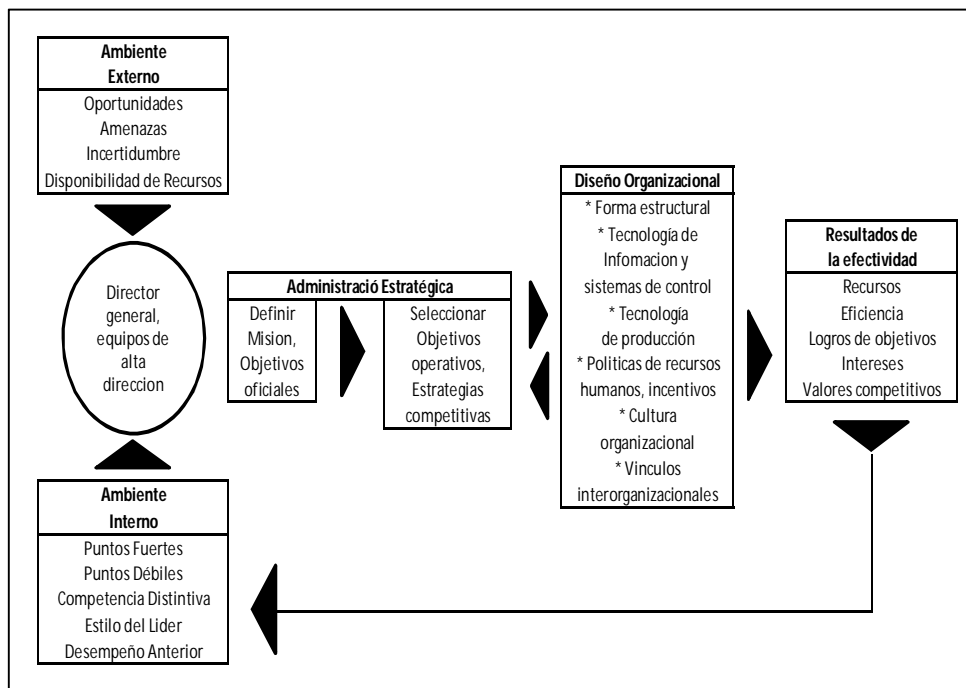 Ambiente
Externo
Oportunidades
Amenazas
Incertidumbre
Disponibilidad de Recursos
Director
general,
equipos de
alta
direccion
Ambiente
Interno
Puntos Fuertes
Puntos Débiles
Competencia Distintiva
Estilo del Lider
Desempeño Anterior
Administració Estratégica
Definir
Mision,
Objetivos
oficiales
Seleccionar
Objetivos
operativos,
Estrategias
competitivas
Diseño Organizacional
* Forma estructural
* Tecnología de
Infomacion y
sistemas de control
* Tecnología
de producción
* Politicas de recursos
humanos, incentivos
* Cultura
organizacional
* Vinculos
interorganizacionales
Resultados de
la efectividad
Recursos
Eficiencia
Logros de objetivos
Intereses
Valores competitivos